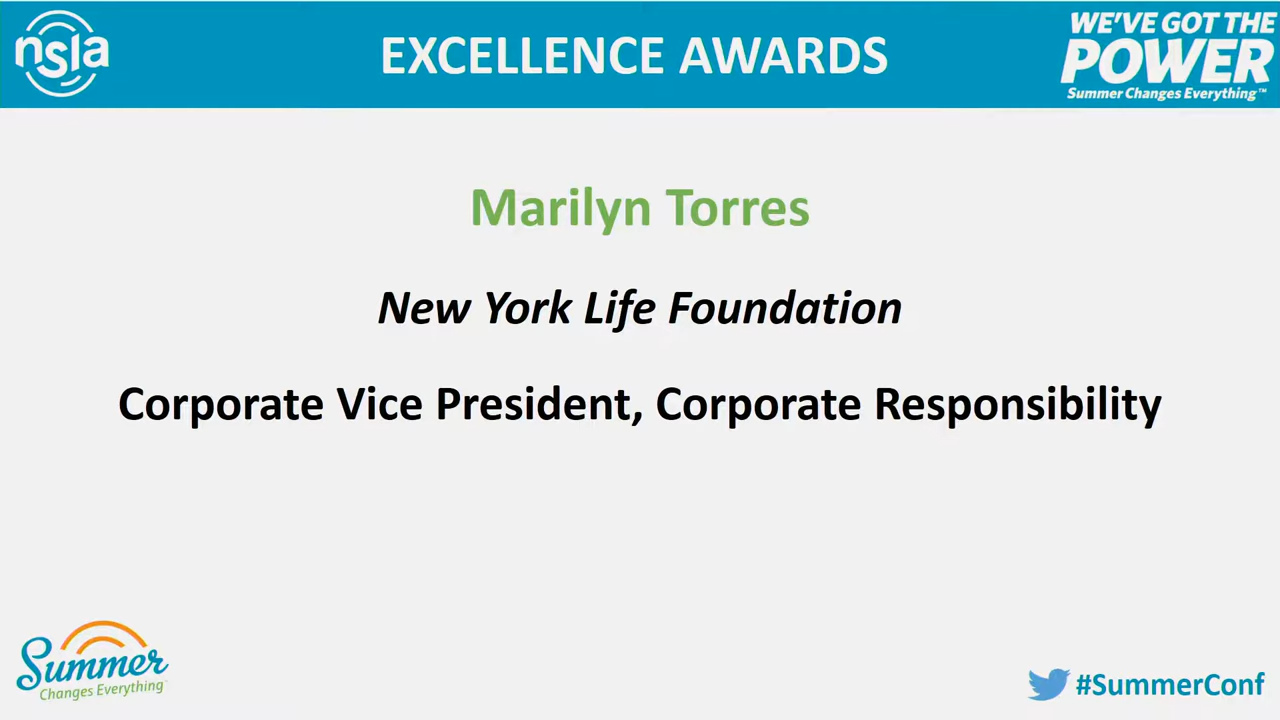 nsla
EXCELLENCE AWARDS
WE'VE GOT THE
POWER
Summer Changes Everything™
Marilyn Torres
New York Life Foundation
Corporate Vice President, Corporate Responsibility
Summer
Changes Everything™
#SummerConf